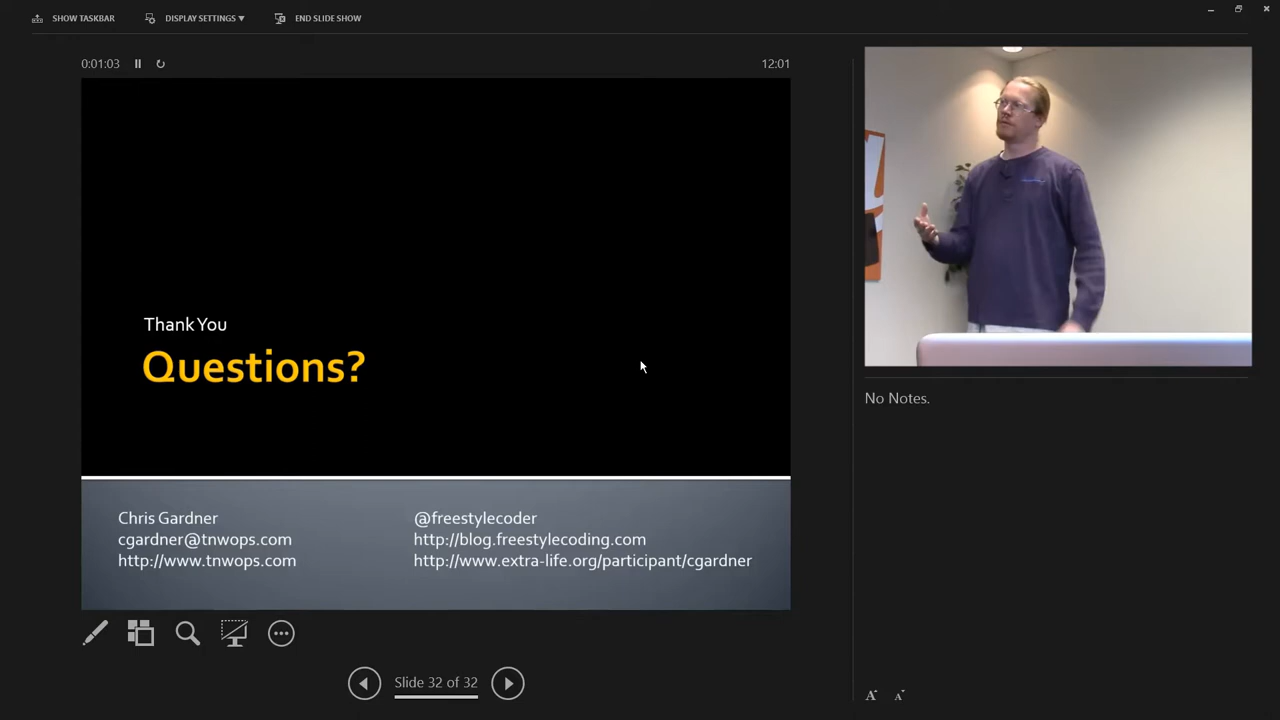 SHOW TASKBAR
DISPLAY SETTINGS ▼
END SLIDE SHOW
0:01:03
12:01
Thank You
Questions?
Chris Gardner
cgardner@tnwops.com
http://www.tnwops.com
@freestylecoder
http://blog.freestylecoding.com
http://www.extra-life.org/participant/cgardner
Slide 32 of 32
No Notes.
A
A